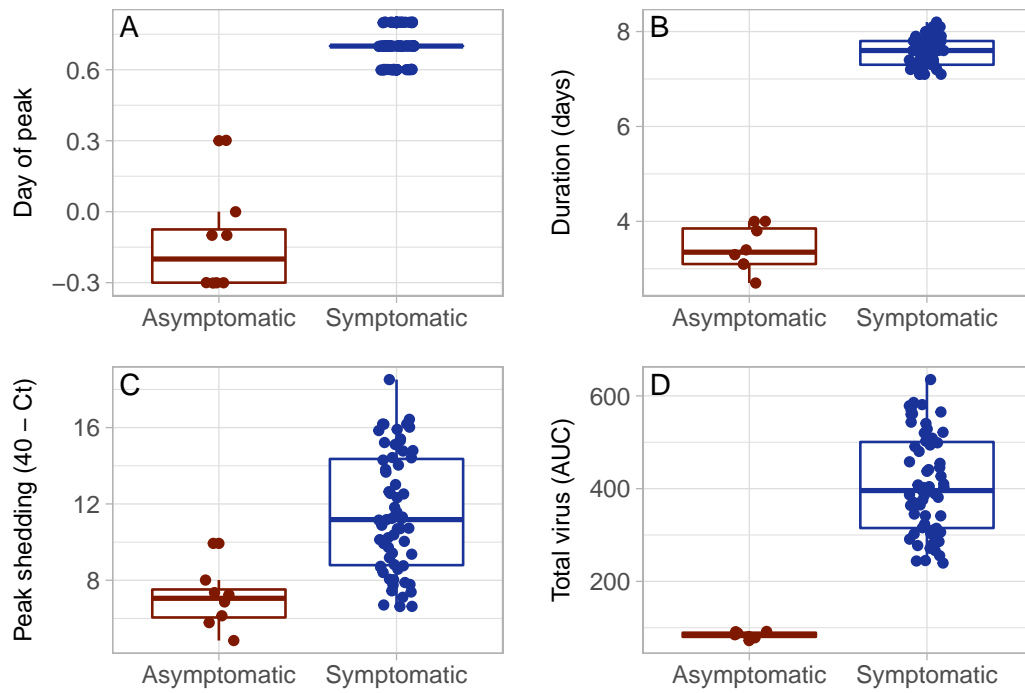 A
Day of peak
0.6
0.3
0.0
−0.3
Asymptomatic
Symptomatic
B
Duration (days)
8
6
4
Asymptomatic
Symptomatic
C
Peak shedding (40 − Ct)
16
12
8
Asymptomatic
Symptomatic
D
Total virus (AUC)
600
400
200
Asymptomatic
Symptomatic